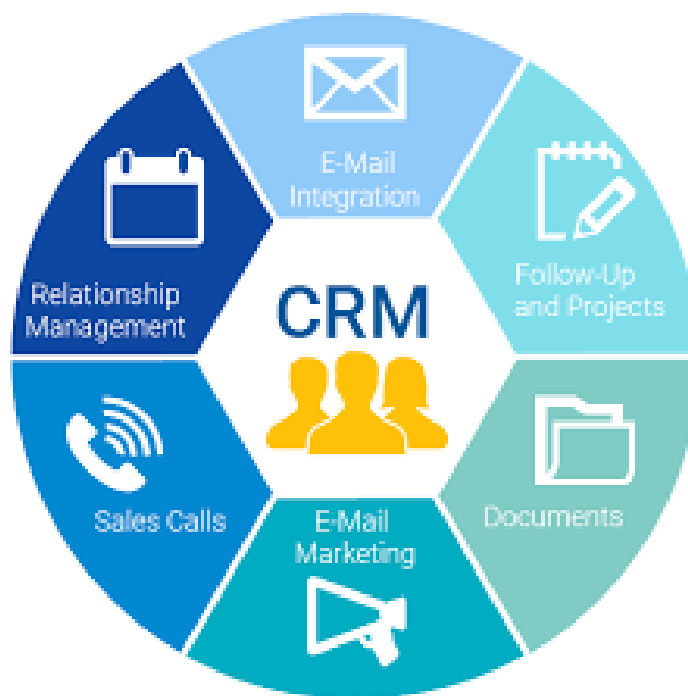 E-Mail
Integration
Follow-Up
and Projects
Relationship
Management
CRM
Sales Calls
E-Mail
Marketing
Documents